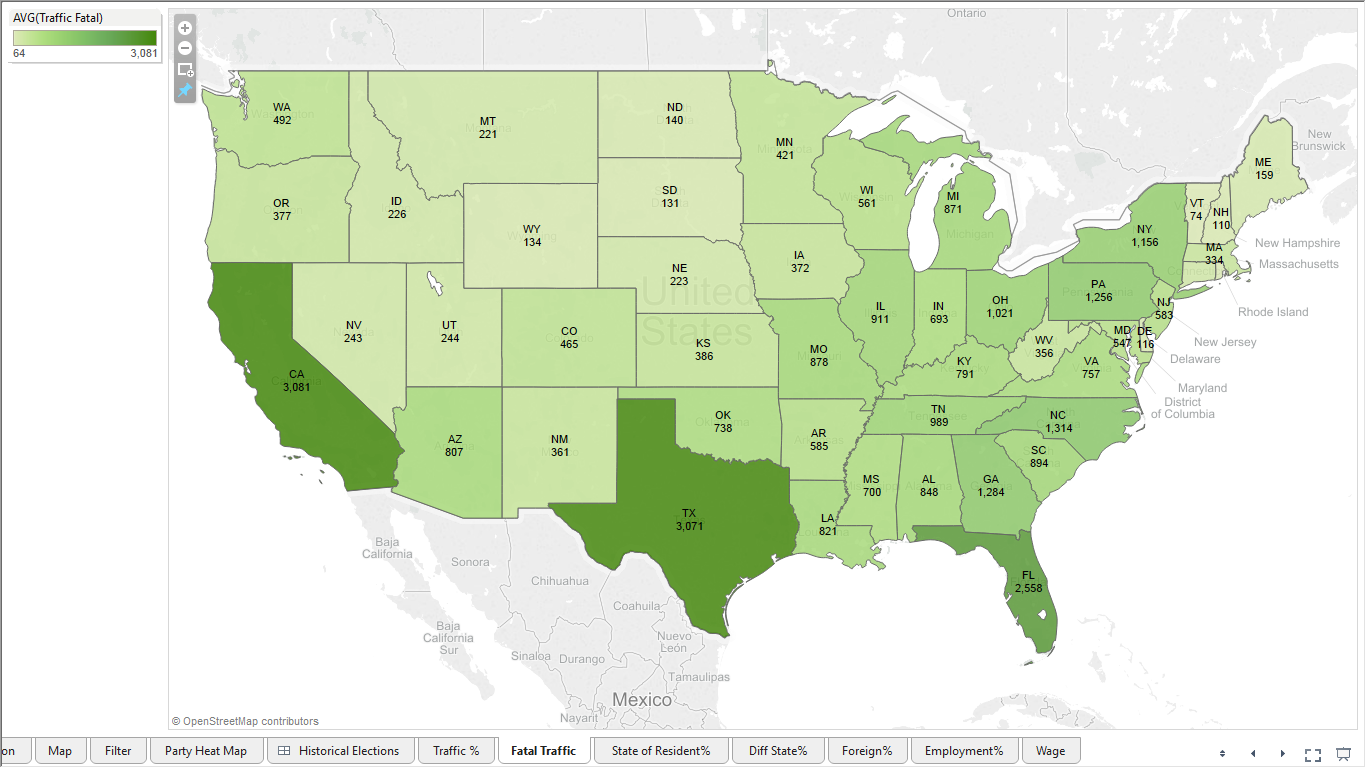 AVG(Traffic Fatal)
64 3,081
Ontario
New
Brunswick
WA
492
MT
221
ND
140
MN
421
ME
159
OR
377
ID
226
SD
131
WI
561
MI
871
Michigan
VT
74
NH
110
NY
1,156
WY
134
MA
334
New Hampshire
Massachusetts
IA
372
NE
223
United
States
PA
1,256
IL
911
IN
693
OH
1,021
NJ
583
Rhode Island
NV
243
UT
244
CO
465
KS
386
MO
878
WV
356
MD
547
DE
116
New Jersey
Delaware
KY
791
VA
757
CA
3,081
Maryland
District
of Columbia
OK
738
TN
989
NC
1,314
AZ
807
NM
361
AR
585
SC
894
MS
700
AL
848
GA
1,284
TX
3,071
LA
821
FL
2,558
Baja
California
Sonora
Chihuahua
Coahuila
Baja
California
Sur
Nuevo
León
Sinaloa
Durango
Tamaulipas
Mexico
Nayarit
© OpenStreetMap contributors
on Map Filter Party Heat Map Historical Elections Traffic % Fatal Traffic State of Resident% Diff State% Foreign% Employment% Wage